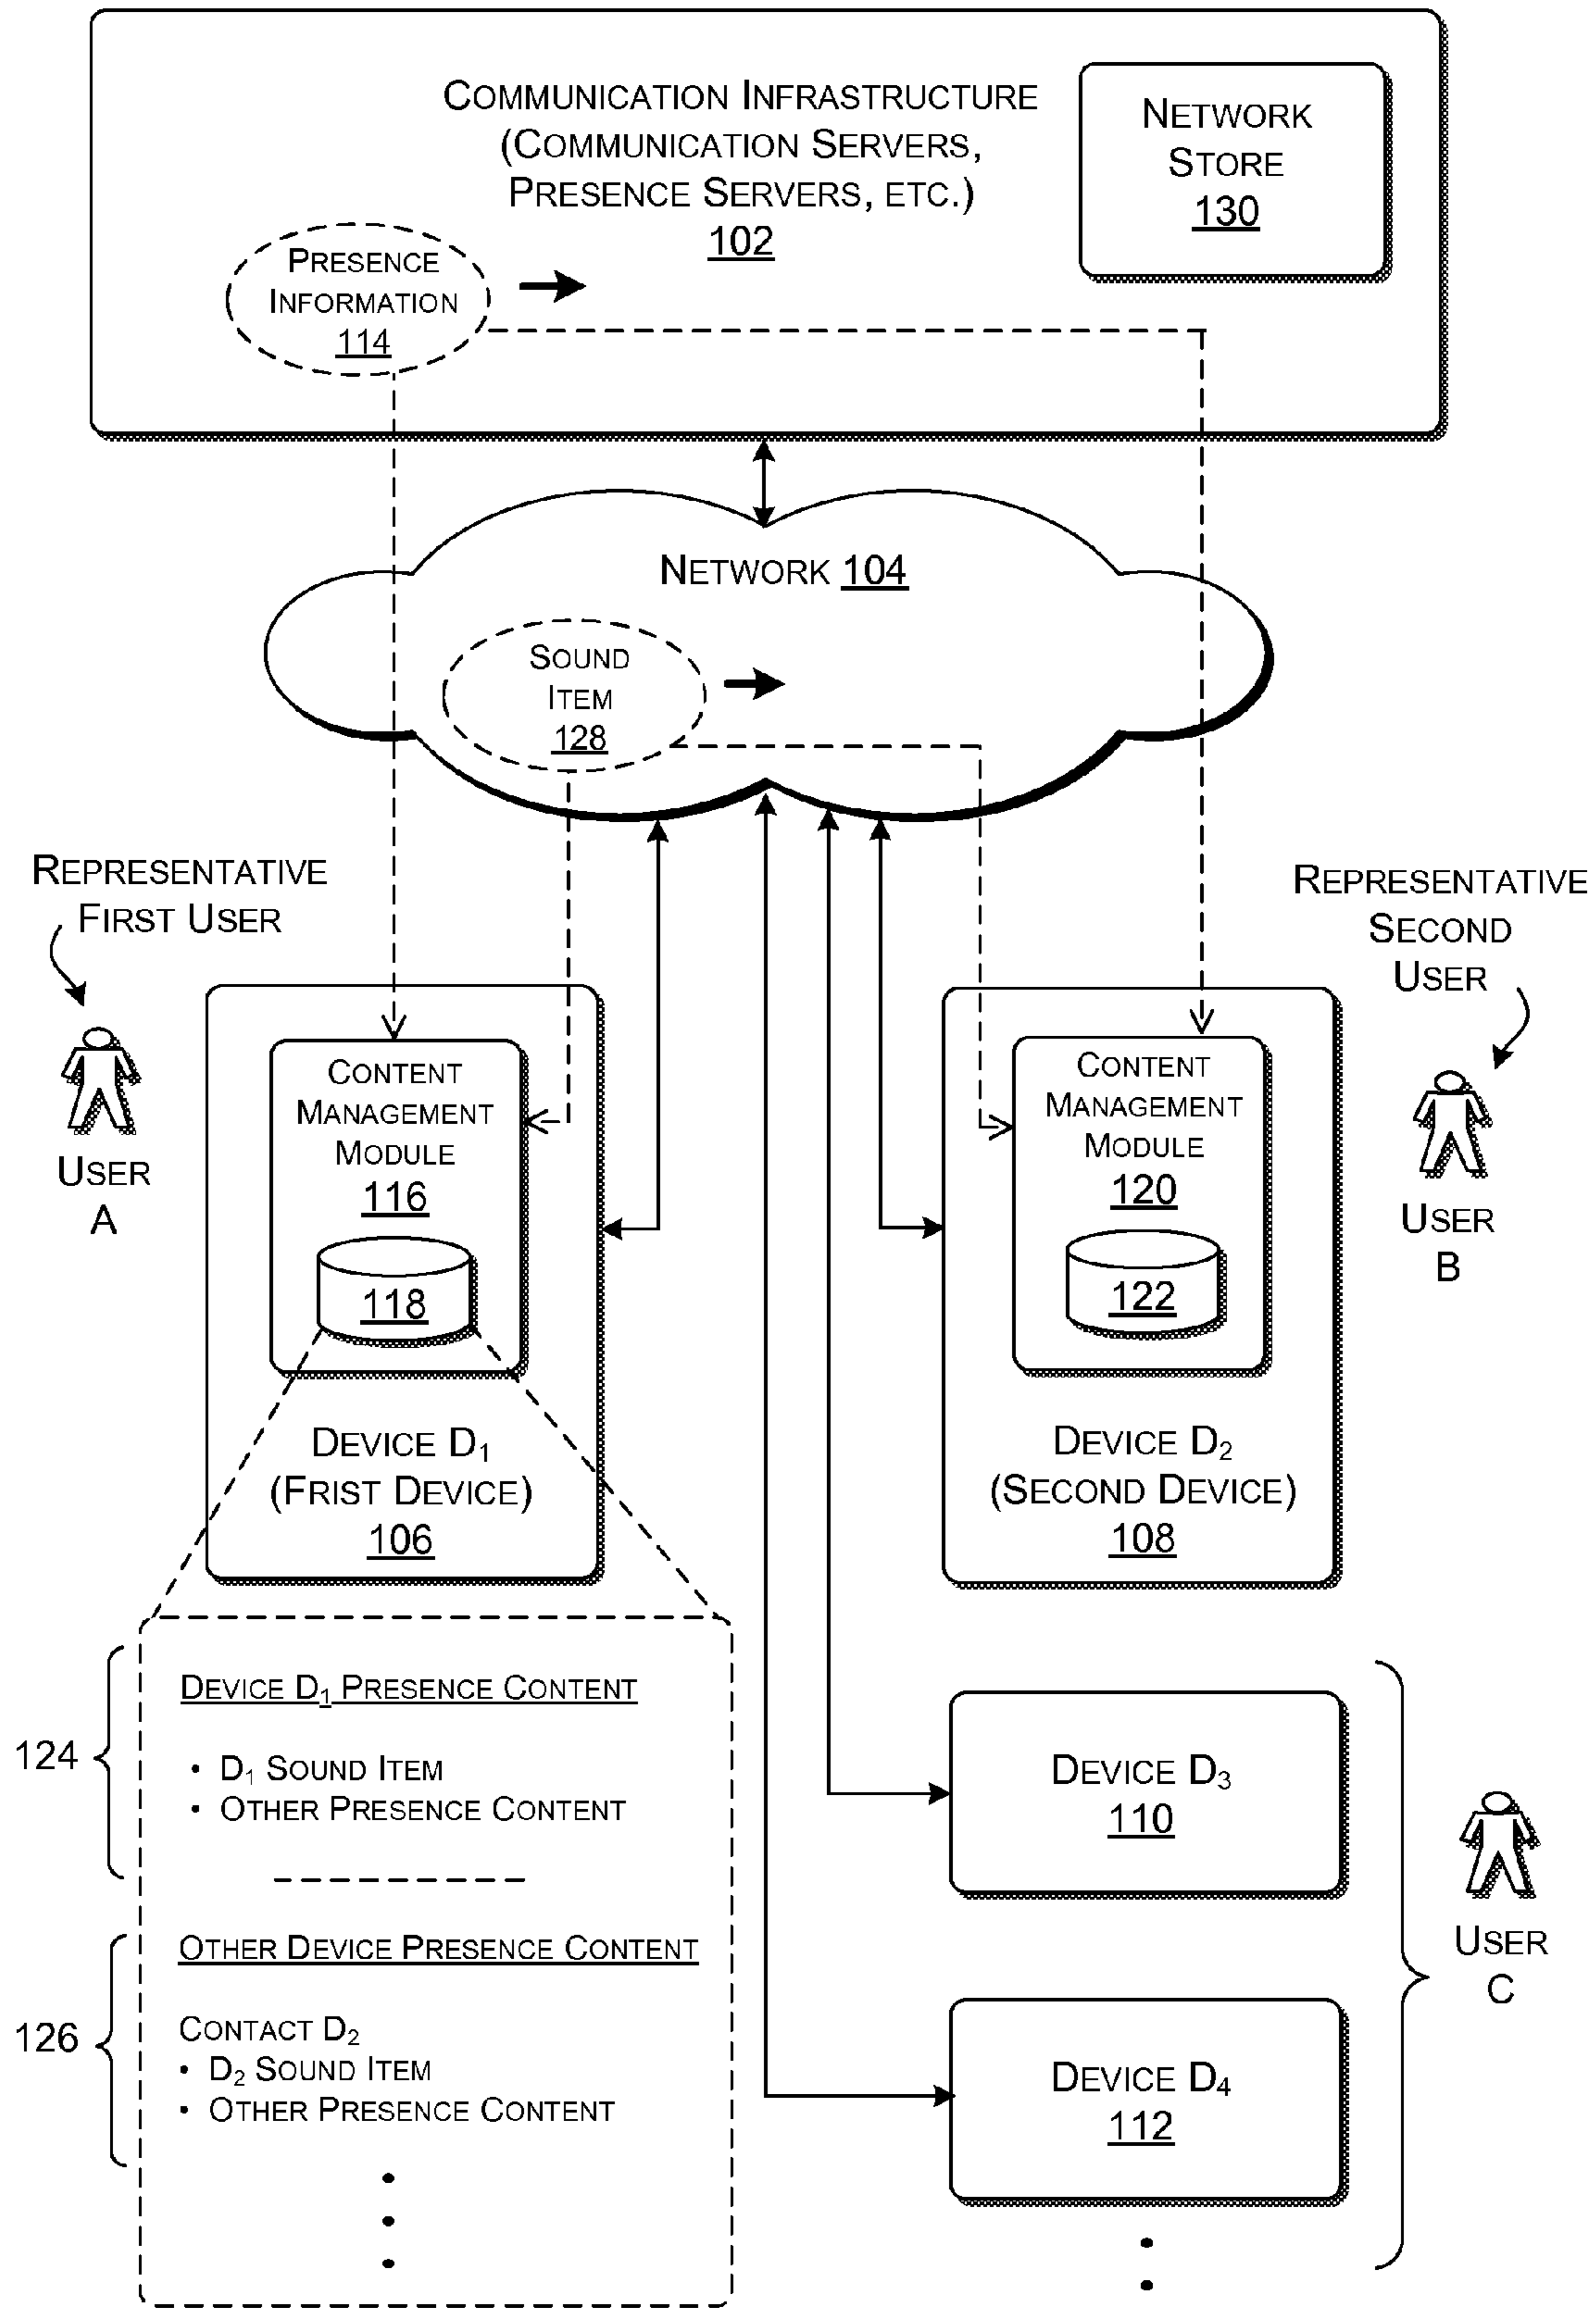 COMMUNICATION INFRASTRUCTURE
(COMMUNICATION SERVERS,
PRESENCE SERVERS, ETC.)
102
NETWORK
STORE
130
PRESENCE
INFORMATION
114
NETWORK 104
SOUND
ITEM
128
REPRESENTATIVE
FIRST USER
USER
A
REPRESENTATIVE
SECOND
USER
USER
B
CONTENT
MANAGEMENT
MODULE
116
118
DEVICE D1
(FRIST DEVICE)
106
CONTENT
MANAGEMENT
MODULE
120
122
DEVICE D2
(SECOND DEVICE)
108
124
DEVICE D1 PRESENCE CONTENT
• D1 SOUND ITEM
• OTHER PRESENCE CONTENT
126
OTHER DEVICE PRESENCE CONTENT
CONTACT D2
• D2 SOUND ITEM
• OTHER PRESENCE CONTENT
DEVICE D3
110
DEVICE D4
112
USER
C